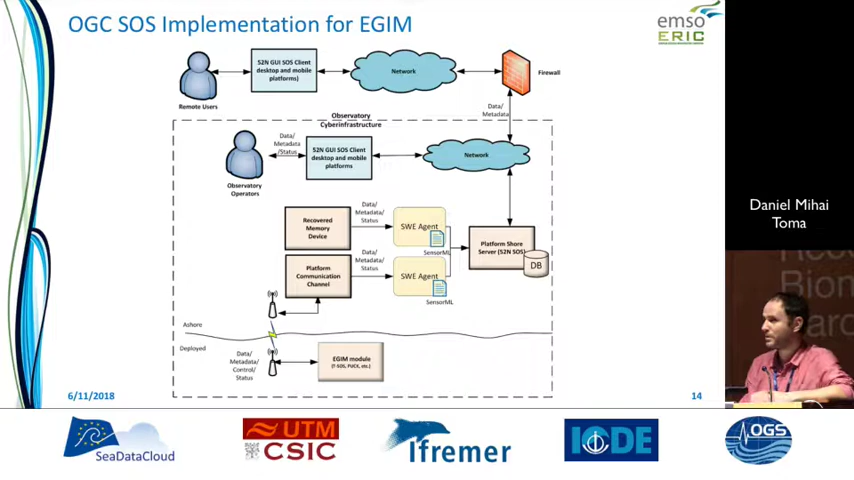 OGC SOS Implementation for EGIM
emso
ERIC
52N GUI SOS Client
desktop and mobile
platforms)
Network
Firewall
Remote Users
Data/
Metadata
Observatory
Cyberinfrastructure
Data/
Metadata
/Status
52N GUI SOS Client
desktop and mobile
platforms
Network
Observatory
Operators
Recovered
Memory
Device
Data/
Metadata/
Status
SWE Agent
SensorML
Platform Shore
Server (52N SOS)
DB
Platform
Communication
Channel
Data/
Metadata/
Status
SWE Agent
SensorML
Ashore
Deployed
Data/
Metadata/
Control/
Status
EGIM module
(T-SOS, PUCK, etc.)
6/11/2018
14
Daniel Mihai
Toma
SeaDataCloud
UTM
CSIC
Ifremer
IODE
OGS